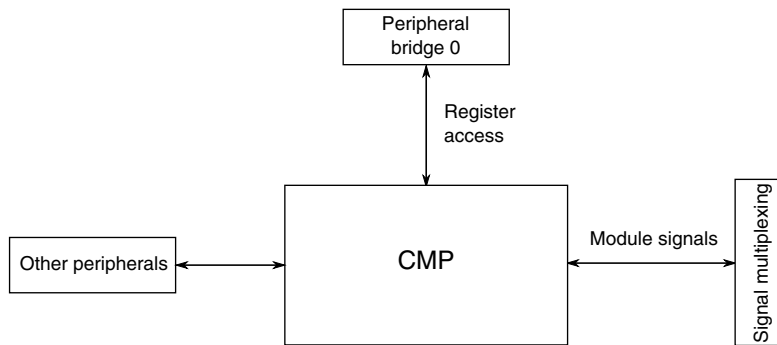 Peripheral
bridge 0
Register
access
Other peripherals
CMP
Module signals
Signal multiplexing